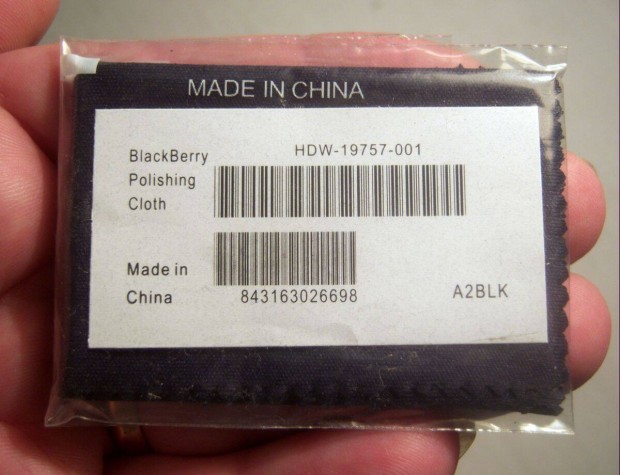 MADE IN CHINA
BlackBerry
Polishing
Cloth
HDW-19757-001
Made in
China
843163026698
A2BLK